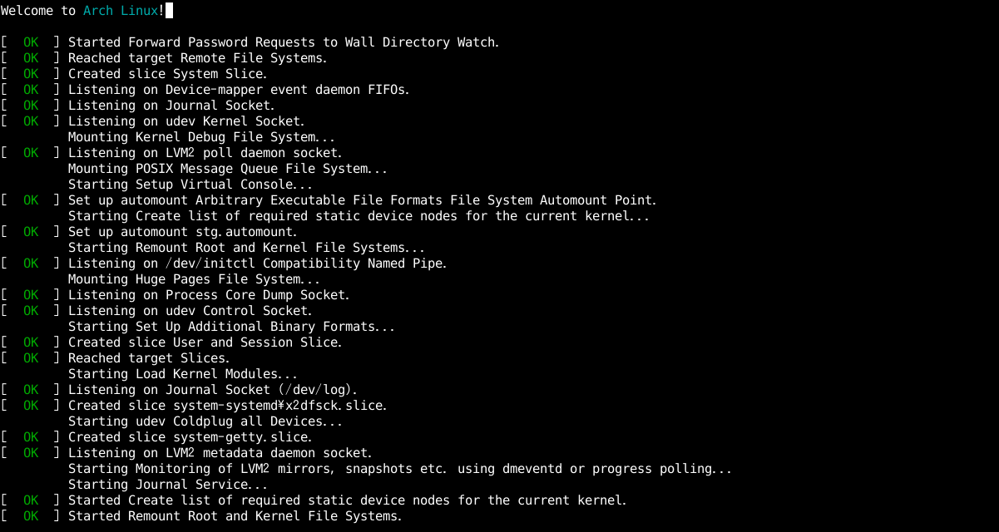 Welcome to Arch Linux!
[  OK  ] Started Forward Password Requests to Wall Directory Watch.
[  OK  ] Reached target Remote File Systems.
[  OK  ] Created slice System Slice.
[  OK  ] Listening on Device-mapper event daemon FIFOs.
[  OK  ] Listening on Journal Socket.
[  OK  ] Listening on udev Kernel Socket.
         Mounting Kernel Debug File System...
[  OK  ] Listening on LVM2 poll daemon socket.
         Mounting POSIX Message Queue File System...
         Starting Setup Virtual Console...
[  OK  ] Set up automount Arbitrary Executable File Formats File System Automount Point.
         Starting Create list of required static device nodes for the current kernel...
[  OK  ] Set up automount stg.automount.
         Starting Remount Root and Kernel File Systems...
[  OK  ] Listening on /dev/initctl Compatibility Named Pipe.
         Mounting Huge Pages File System...
[  OK  ] Listening on Process Core Dump Socket.
[  OK  ] Listening on udev Control Socket.
         Starting Set Up Additional Binary Formats...
[  OK  ] Created slice User and Session Slice.
[  OK  ] Reached target Slices.
         Starting Load Kernel Modules...
[  OK  ] Listening on Journal Socket (/dev/log).
[  OK  ] Created slice system-systemd¥x2dfsck.slice.
         Starting udev Coldplug all Devices...
[  OK  ] Created slice system-getty.slice.
[  OK  ] Listening on LVM2 metadata daemon socket.
         Starting Monitoring of LVM2 mirrors, snapshots etc. using dmeventd or progress polling...
         Starting Journal Service...
[  OK  ] Started Create list of required static device nodes for the current kernel.
[  OK  ] Started Remount Root and Kernel File Systems.